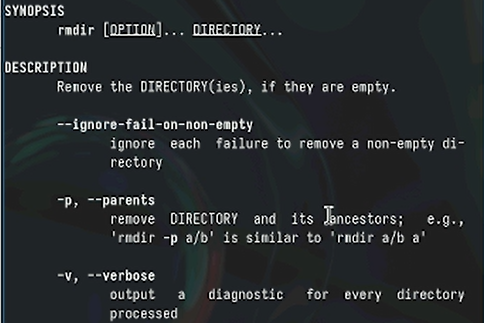 SYNOPSIS
rmdir [OPTION]... DIRECTORY...
DESCRIPTION
Remove the DIRECTORY(ies), if they are empty.
--ignore-fail-on-non-empty
ignore each failure to remove a non-empty di-
rectory
-p, --parents
remove DIRECTORY and its ancestors; e.g.,
'rmdir -p a/b' is similar to 'rmdir a/b a'
-v, --verbose
output a diagnostic for every directory
processed